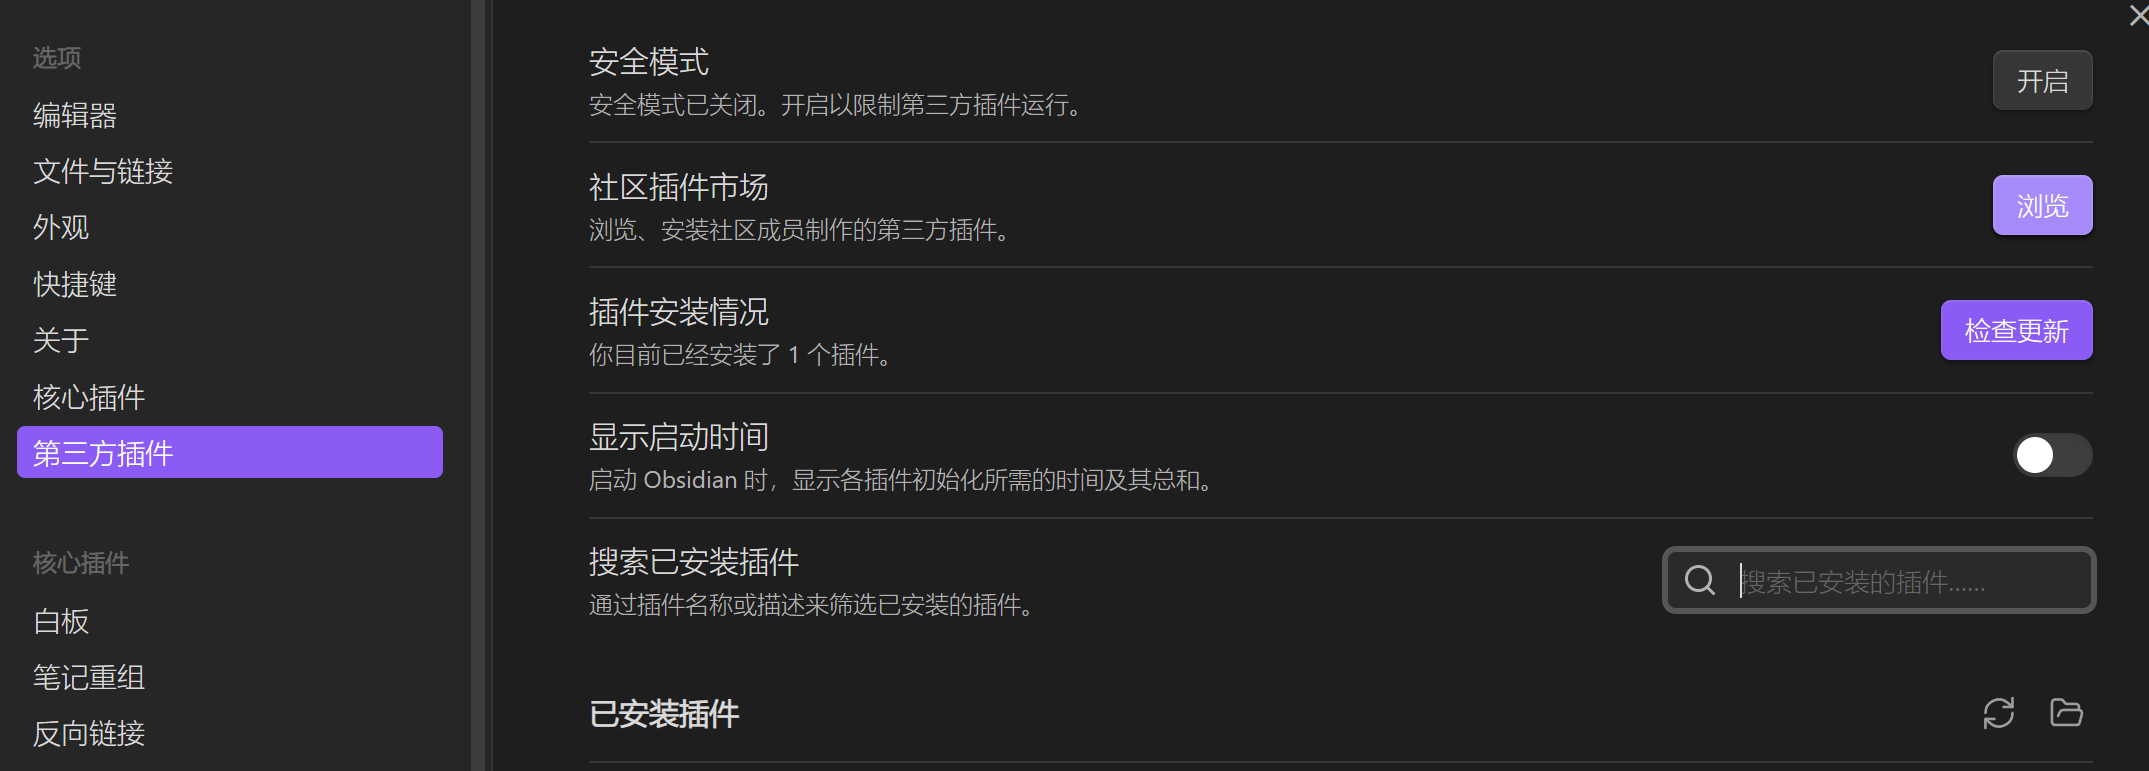 选项
编辑器
文件与链接
外观
快捷键
关于
核心插件
第三方插件
核心插件
白板
笔记重组
反向链接
安全模式
安全模式已关闭。开启以限制第三方插件运行。
开启
社区插件市场
浏览、安装社区成员制作的第三方插件。
浏览
插件安装情况
你目前已经安装了 1 个插件。
检查更新
显示启动时间
启动 Obsidian 时，显示各插件初始化所需的时间及其总和。
搜索已安装插件
通过插件名称或描述来筛选已安装的插件。
搜索已安装的插件……
已安装插件